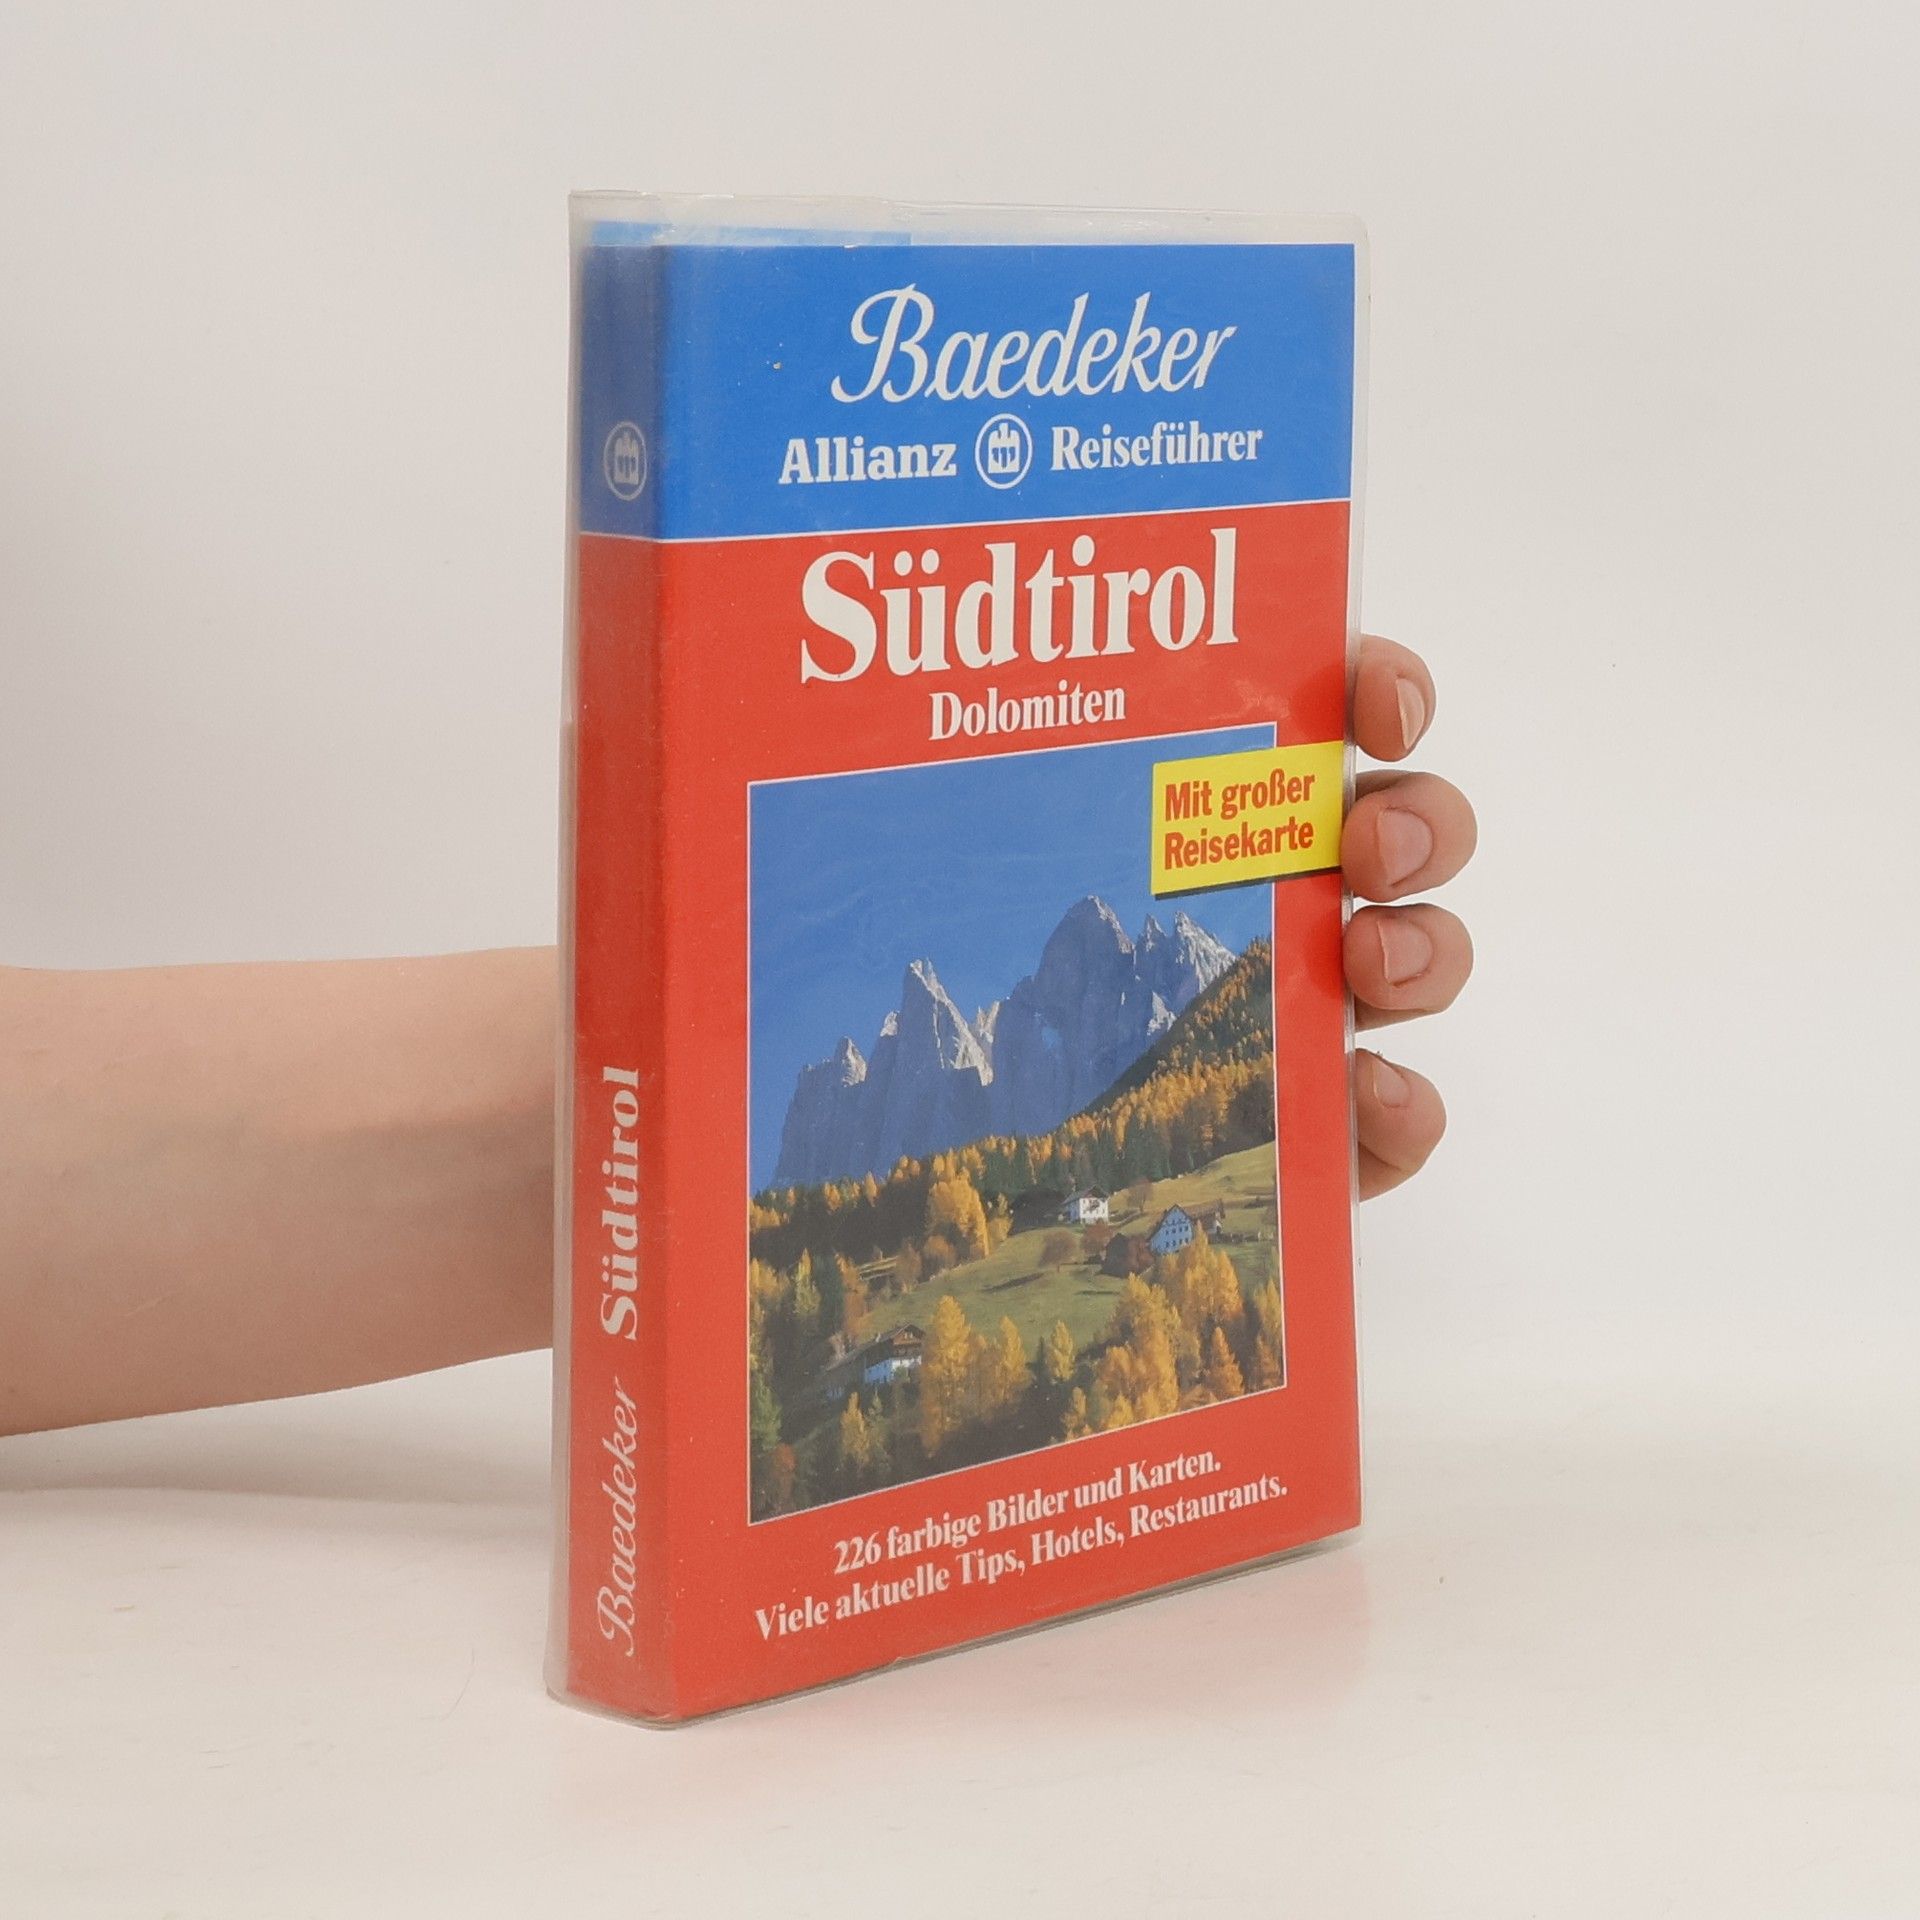 Baedeker
Allianz Reiseführer
Südtirol
Dolomiten
Mit großer
Reisekarte
226 farbige Bilder und Karten.
Viele aktuelle Tips, Hotels, Restaurants.
Baedeker Südtirol